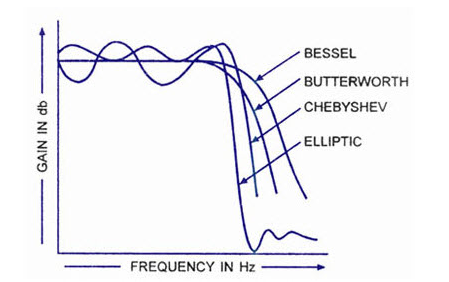 BESSEL
BUTTERWORTH
CHEBYSHEV
ELLIPTIC
GAIN IN db
FREQUENCY IN Hz